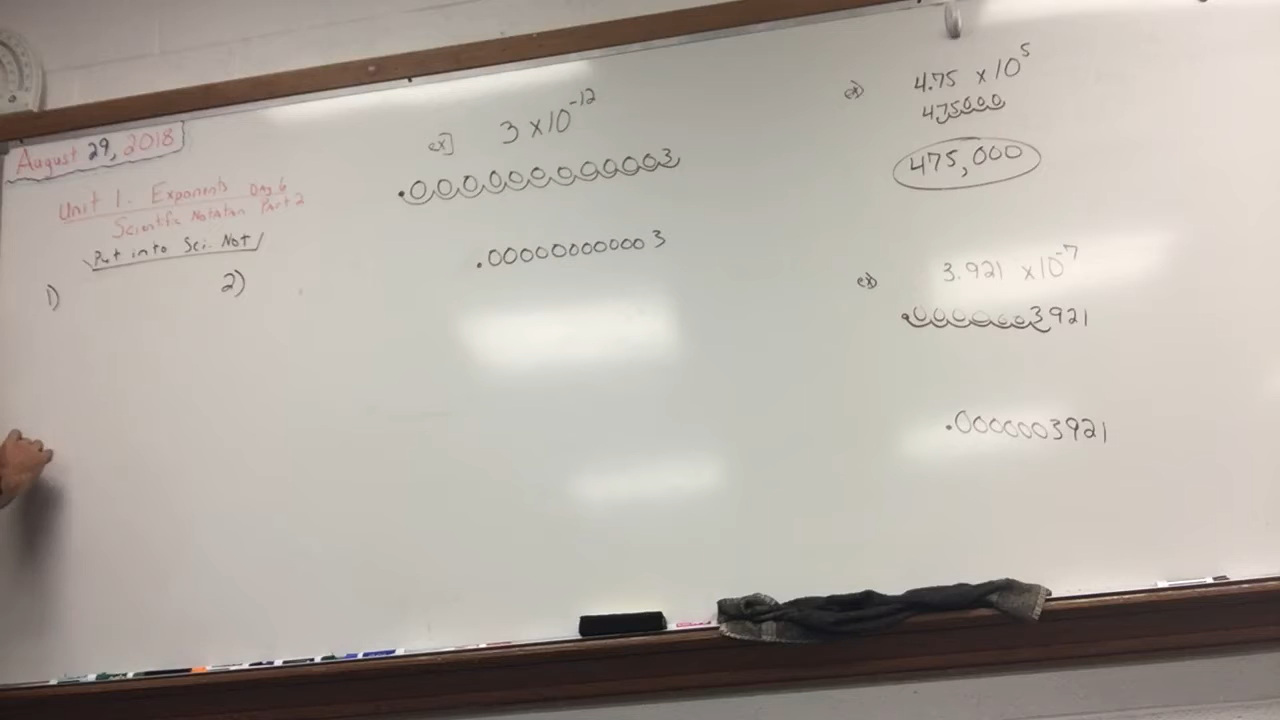 August 29, 2018
Unit 1. Exponents Day 6
Scientific Notation Part 2
Put into Sci. Not
1)
2)
ex] 3 x 10^-12
.000000000003
.000000000003
ex) 4.75 x 10^5
475000
475,000
ex) 3.921 x 10^-7
.0000003921
.0000003921